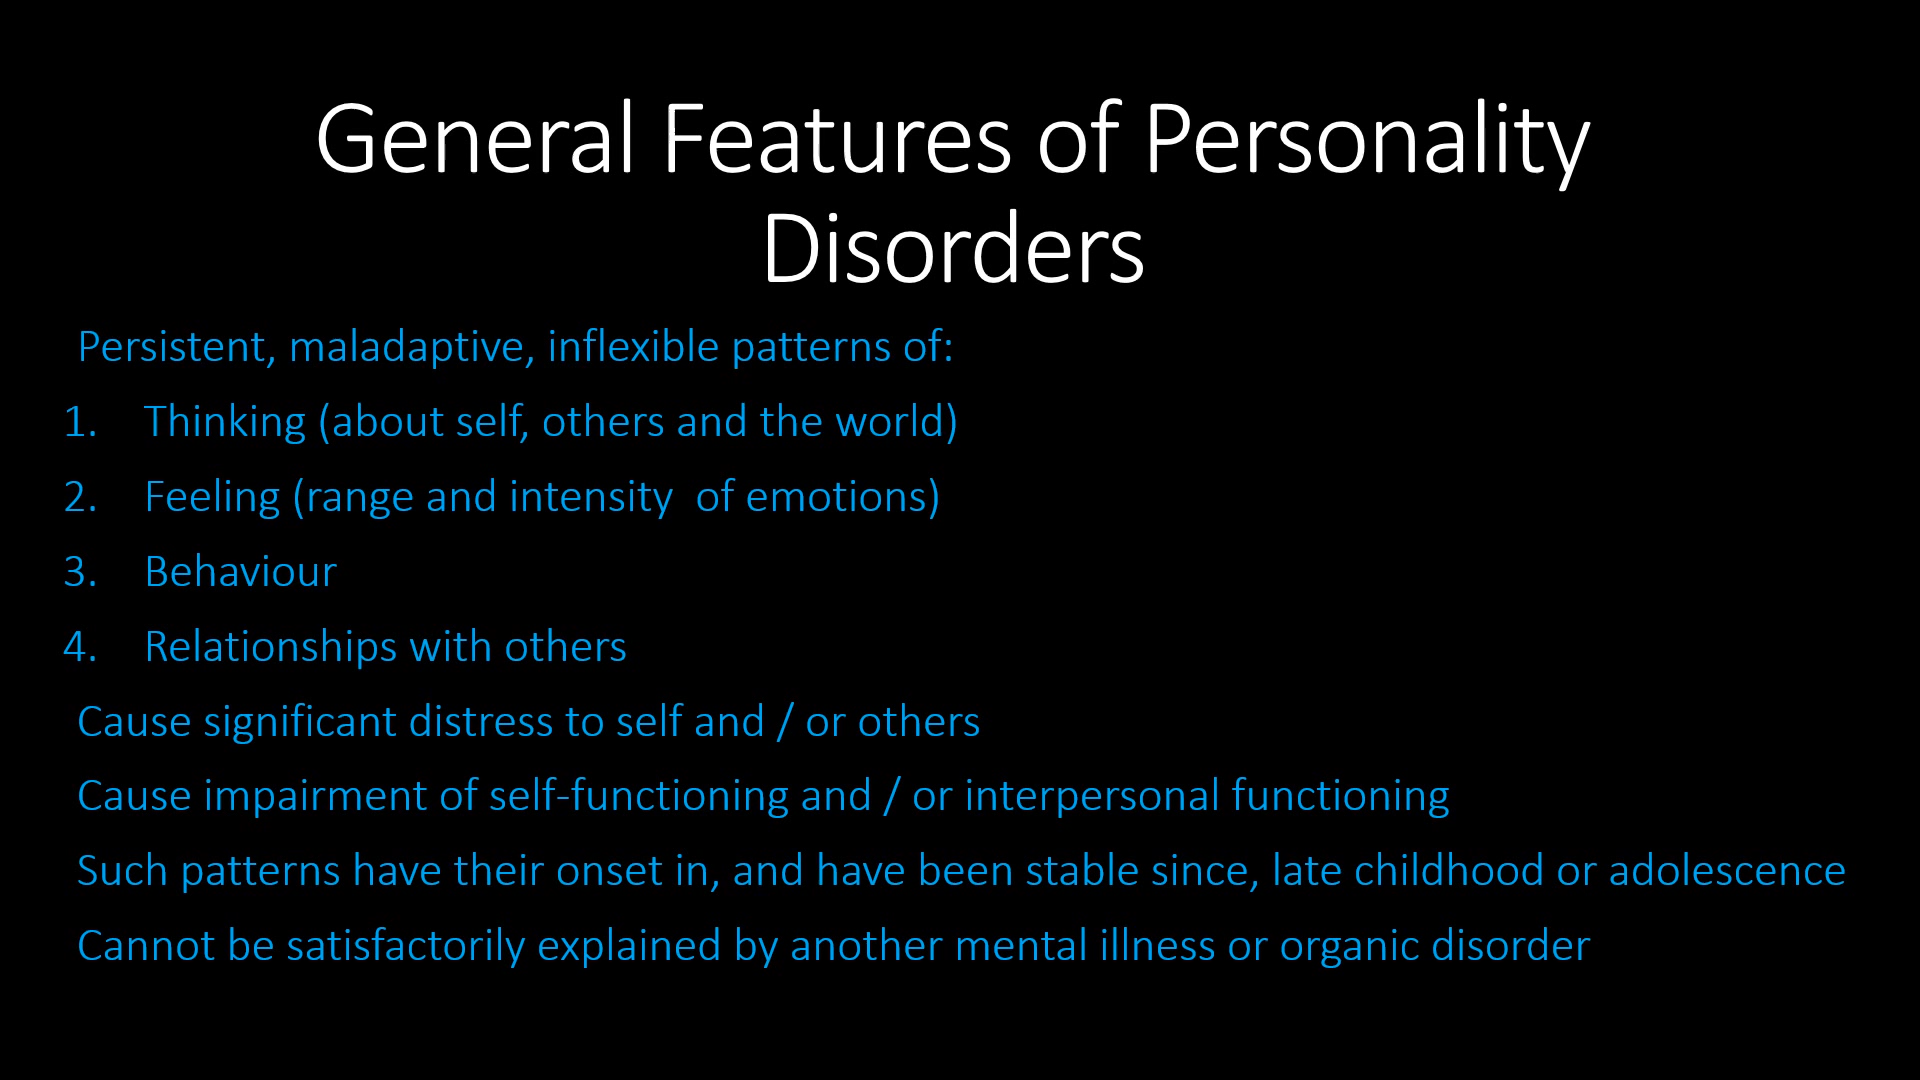 General Features of Personality
Disorders
Persistent, maladaptive, inflexible patterns of:
1. Thinking (about self, others and the world)
2. Feeling (range and intensity  of emotions)
3. Behaviour
4. Relationships with others
Cause significant distress to self and / or others
Cause impairment of self-functioning and / or interpersonal functioning
Such patterns have their onset in, and have been stable since, late childhood or adolescence
Cannot be satisfactorily explained by another mental illness or organic disorder